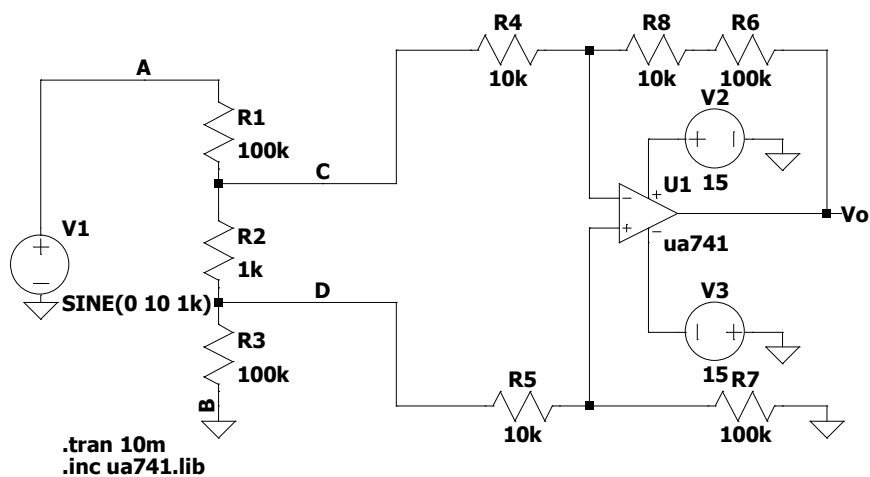 R4
R8
R6
10k
10k
100k
A
V2
R1
100k
+
C
+
15
U1
V1
+
R2
1k
ua741
+
Vo
D
V3
SINE(0 10 1k)
+
15
R3
100k
R5
R7
B
10k
100k
.tran 10m
.inc ua741.lib